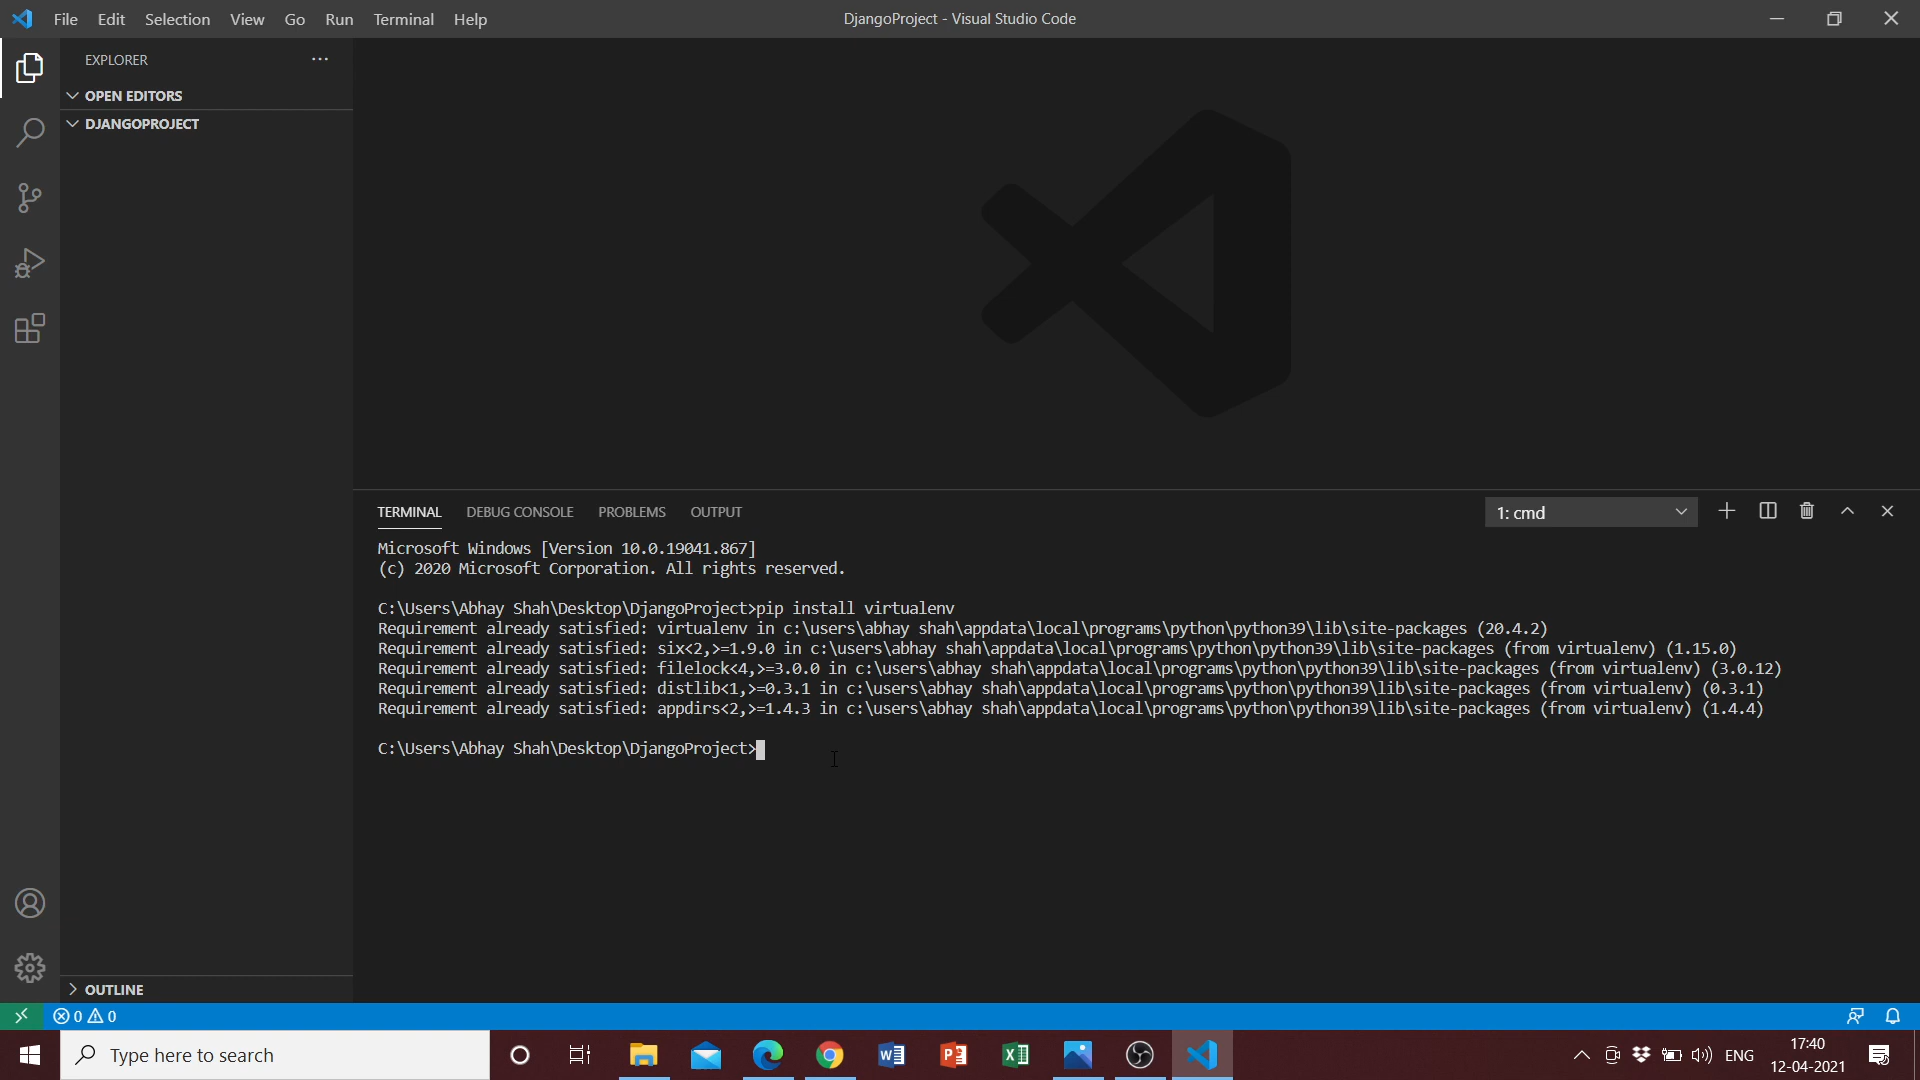 File Edit Selection View Go Run Terminal Help
DjangoProject - Visual Studio Code
EXPLORER
OPEN EDITORS
DJANGOPROJECT
TERMINAL DEBUG CONSOLE PROBLEMS OUTPUT
1: cmd
Microsoft Windows [Version 10.0.19041.867]
(c) 2020 Microsoft Corporation. All rights reserved.
C:\Users\Abhay Shah\Desktop\DjangoProject>pip install virtualenv
Requirement already satisfied: virtualenv in c:\users\abhay shah\appdata\local\programs\python\python39\lib\site-packages (20.4.2)
Requirement already satisfied: six<2,>=1.9.0 in c:\users\abhay shah\appdata\local\programs\python\python39\lib\site-packages (from virtualenv) (1.15.0)
Requirement already satisfied: filelock<4,>=3.0.0 in c:\users\abhay shah\appdata\local\programs\python\python39\lib\site-packages (from virtualenv) (3.0.12)
Requirement already satisfied: distlib<1,>=0.3.1 in c:\users\abhay shah\appdata\local\programs\python\python39\lib\site-packages (from virtualenv) (0.3.1)
Requirement already satisfied: appdirs<2,>=1.4.3 in c:\users\abhay shah\appdata\local\programs\python\python39\lib\site-packages (from virtualenv) (1.4.4)
C:\Users\Abhay Shah\Desktop\DjangoProject>
OUTLINE
0 0
Type here to search
ENG
17:40
12-04-2021